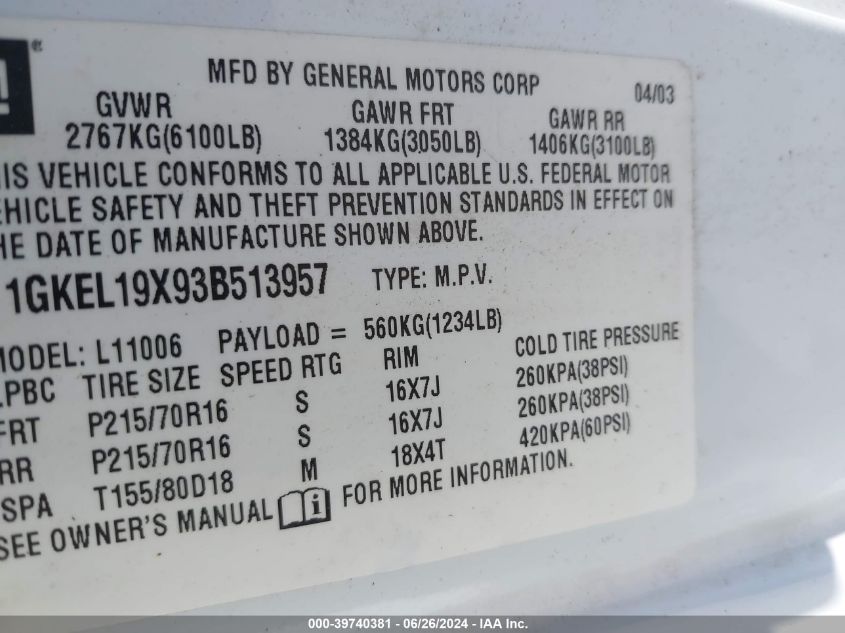 MFD BY GENERAL MOTORS CORP 04/03
GVWR GAWR FRT GAWR RR
2767KG(6100LB) 1384KG(3050LB) 1406KG(3100LB)
IS VEHICLE CONFORMS TO ALL APPLICABLE U.S. FEDERAL MOTOR
EHICLE SAFETY AND THEFT PREVENTION STANDARDS IN EFFECT ON
HE DATE OF MANUFACTURE SHOWN ABOVE.
1GKEL19X93B513957 TYPE: M.P.V.
MODEL: L11006 PAYLOAD = 560KG(1234LB)
LPBC TIRE SIZE SPEED RTG RIM COLD TIRE PRESSURE
FRT P215/70R16 S 16X7J 260KPA(38PSI)
RR P215/70R16 S 16X7J 260KPA(38PSI)
SPA T155/80D18 M 18X4T 420KPA(60PSI)
SEE OWNER'S MANUAL i FOR MORE INFORMATION.
000-39740381 - 06/26/2024 - IAA Inc.